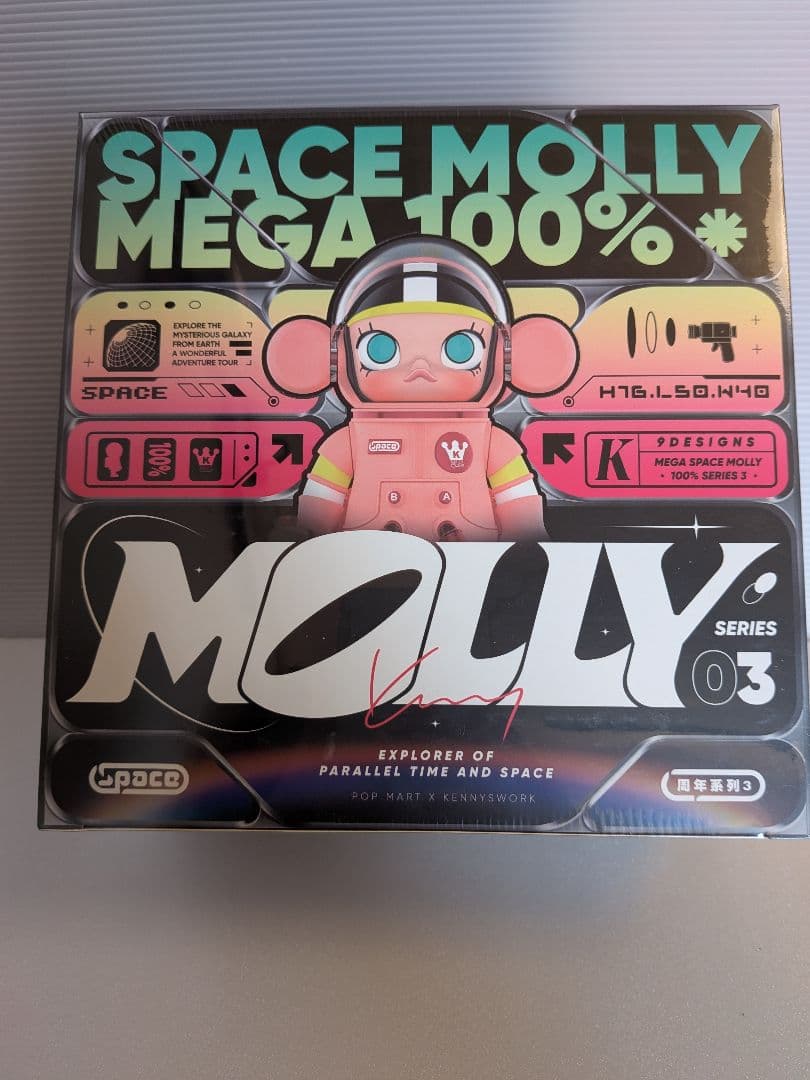 SPACE MOLLY
MEGA 100% *
EXPLORE THE
MYSTERIOUS GALAXY
FROM EARTH
A WONDERFUL
ADVENTURE TOUR
SPACE
H76.L50.W40
Space
K
B A
100%
K
K
9DESIGNS
MEGA SPACE MOLLY
• 100% SERIES 3 •
MOLLY
SERIES
03
Kenny
EXPLORER OF
PARALLEL TIME AND SPACE
POP MART X KENNYSWORK
Space
周年系列3